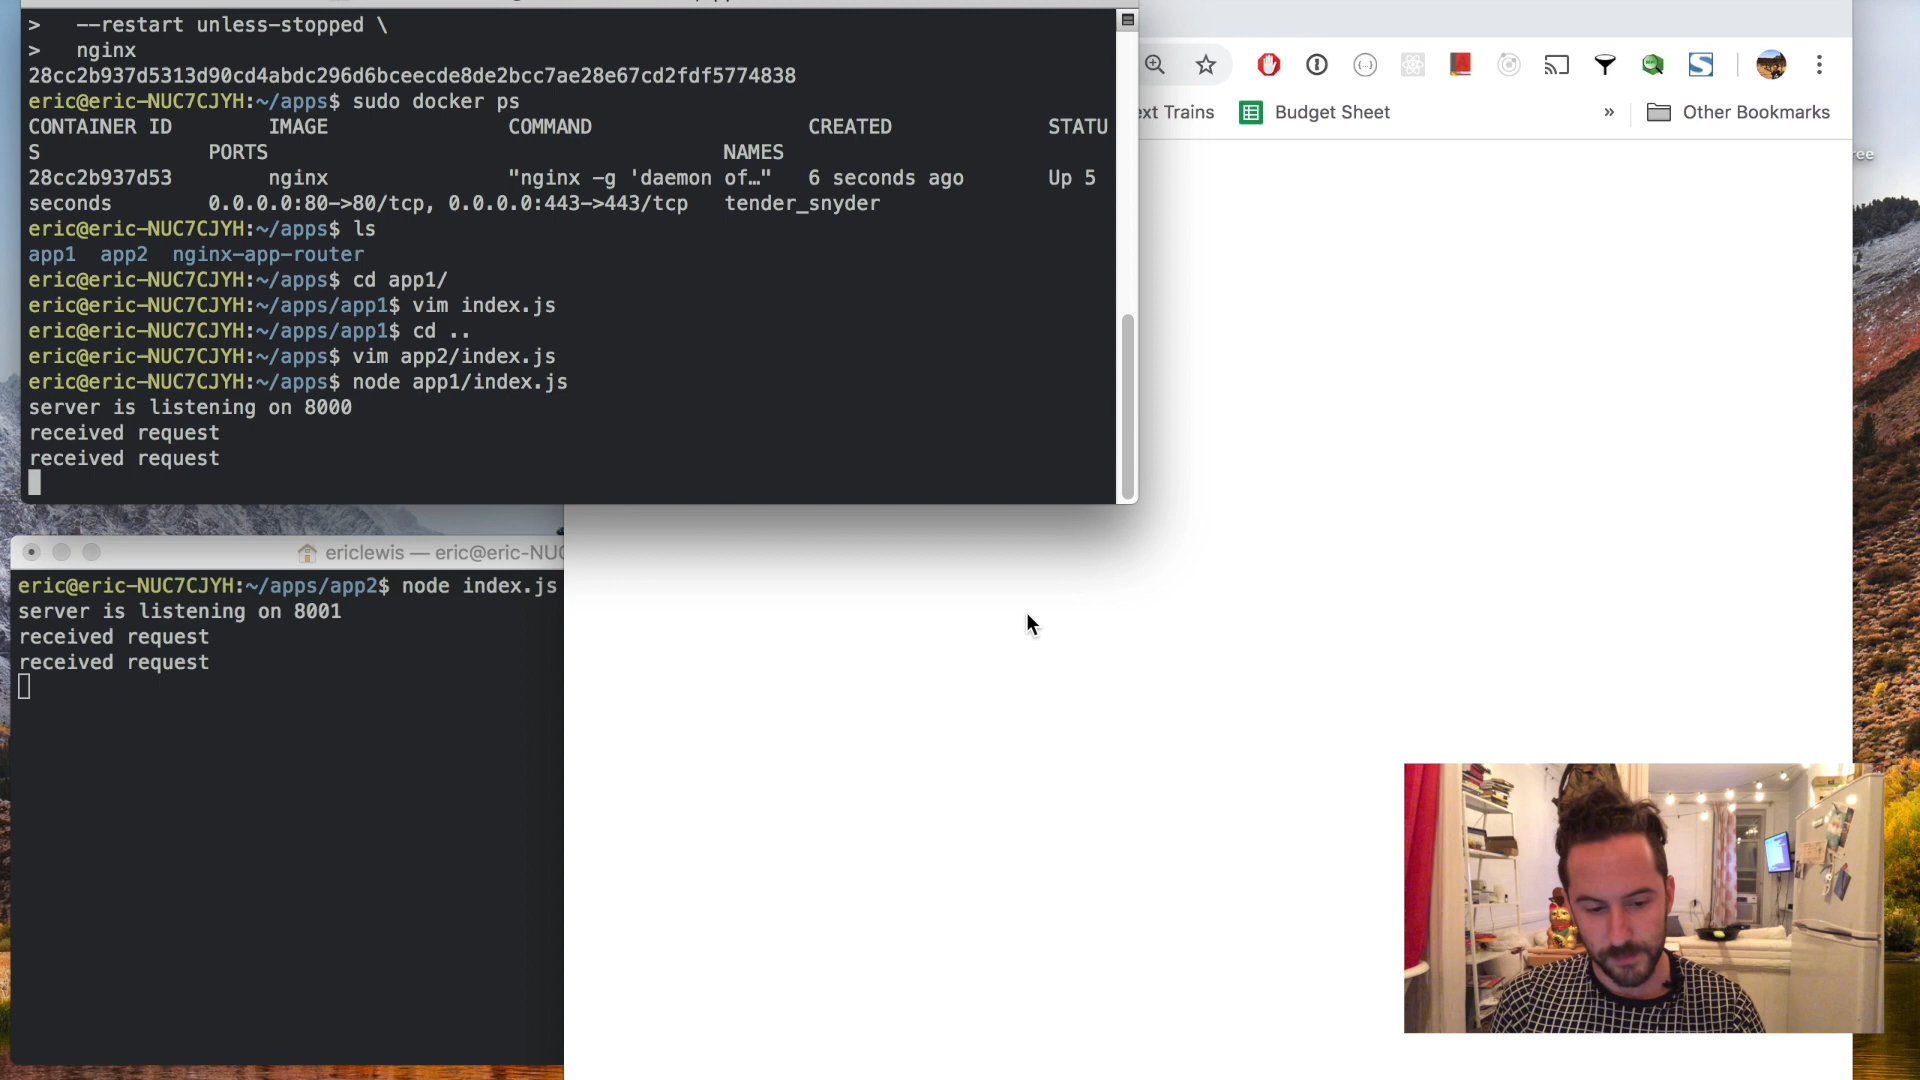 >   --restart unless-stopped \
>   nginx
28cc2b937d5313d90cd4abdc296d6bceecde8de2bcc7ae28e67cd2fdf5774838
eric@eric-NUC7CJYH:~/apps$ sudo docker ps
CONTAINER ID        IMAGE               COMMAND                  CREATED             STATU
S              PORTS                                      NAMES
28cc2b937d53        nginx               "nginx -g 'daemon of…"   6 seconds ago       Up 5
seconds        0.0.0.0:80->80/tcp, 0.0.0.0:443->443/tcp   tender_snyder
eric@eric-NUC7CJYH:~/apps$ ls
app1  app2  nginx-app-router
eric@eric-NUC7CJYH:~/apps$ cd app1/
eric@eric-NUC7CJYH:~/apps/app1$ vim index.js
eric@eric-NUC7CJYH:~/apps/app1$ cd ..
eric@eric-NUC7CJYH:~/apps$ vim app2/index.js
eric@eric-NUC7CJYH:~/apps$ node app1/index.js
server is listening on 8000
received request
received request
ext Trains
Budget Sheet
»
Other Bookmarks
ree
ericlewis — eric@eric-NUC
eric@eric-NUC7CJYH:~/apps/app2$ node index.js
server is listening on 8001
received request
received request